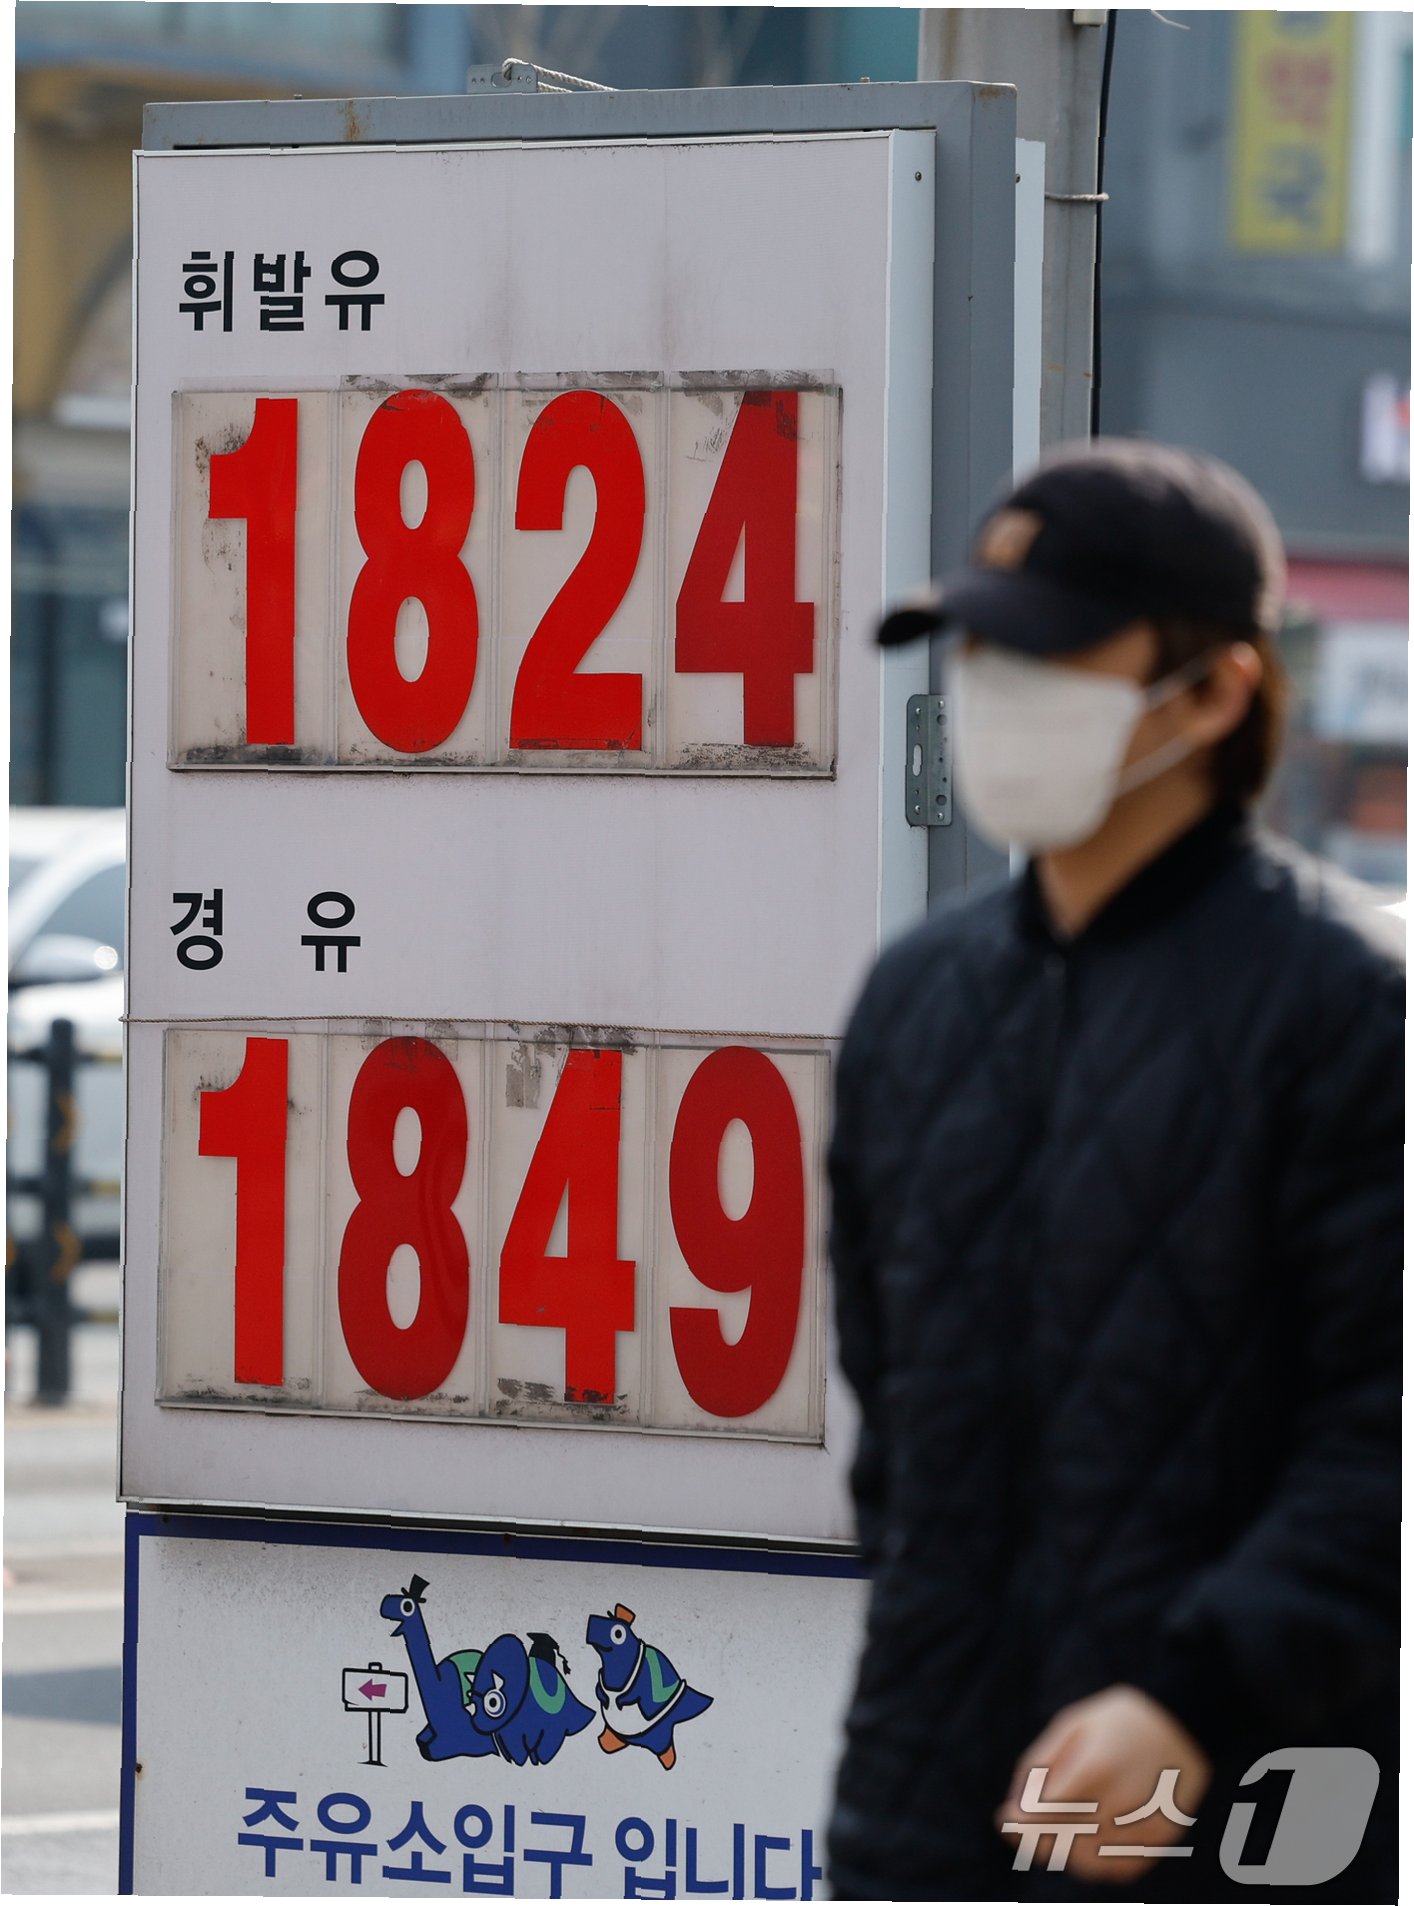 휘발유
1824
경 유
1849
주유소입구 입니다
뉴스1